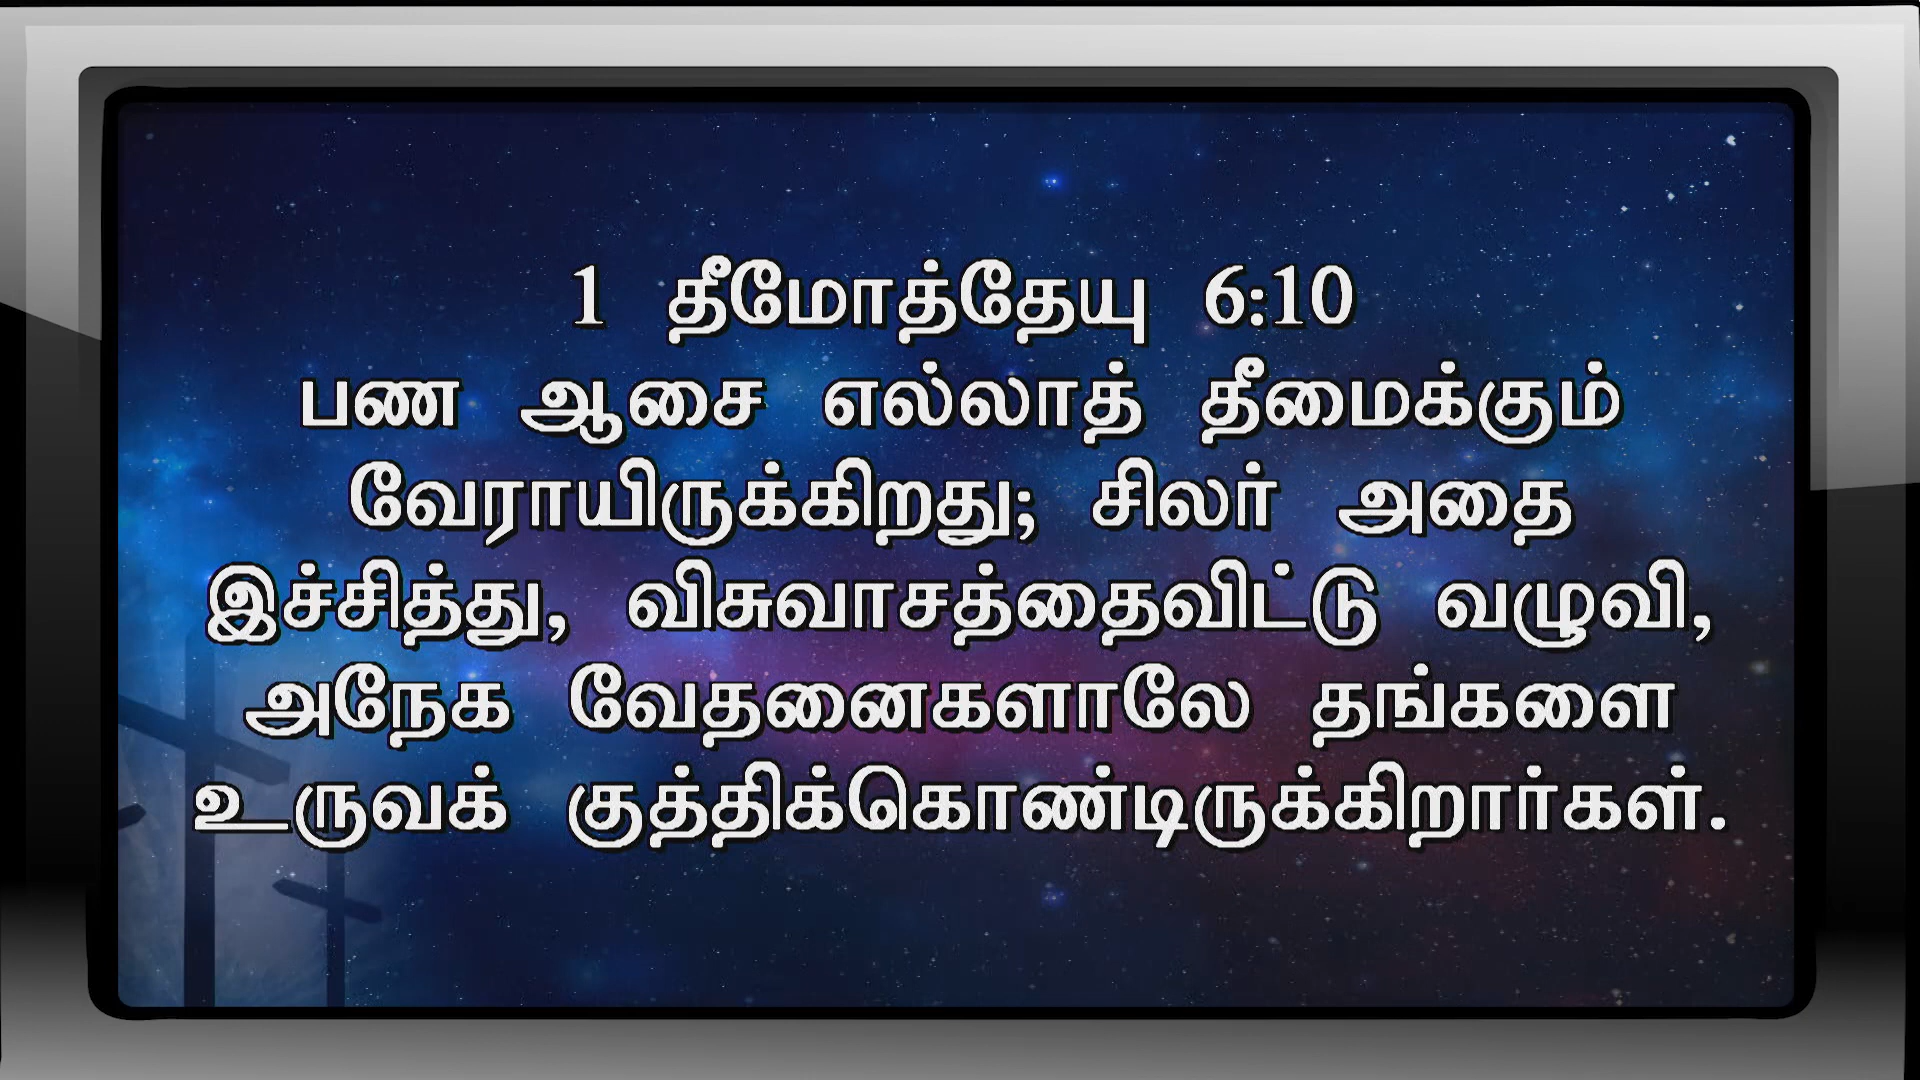 1 தீமோத்தேயு 6:10
பண ஆசை எல்லாத் தீமைக்கும்
வேராயிருக்கிறது; சிலர் அதை
இச்சித்து, விசுவாசத்தைவிட்டு வழுவி,
அநேக வேதனைகளாலே தங்களை
உருவக் குத்திக்கொண்டிருக்கிறார்கள்.